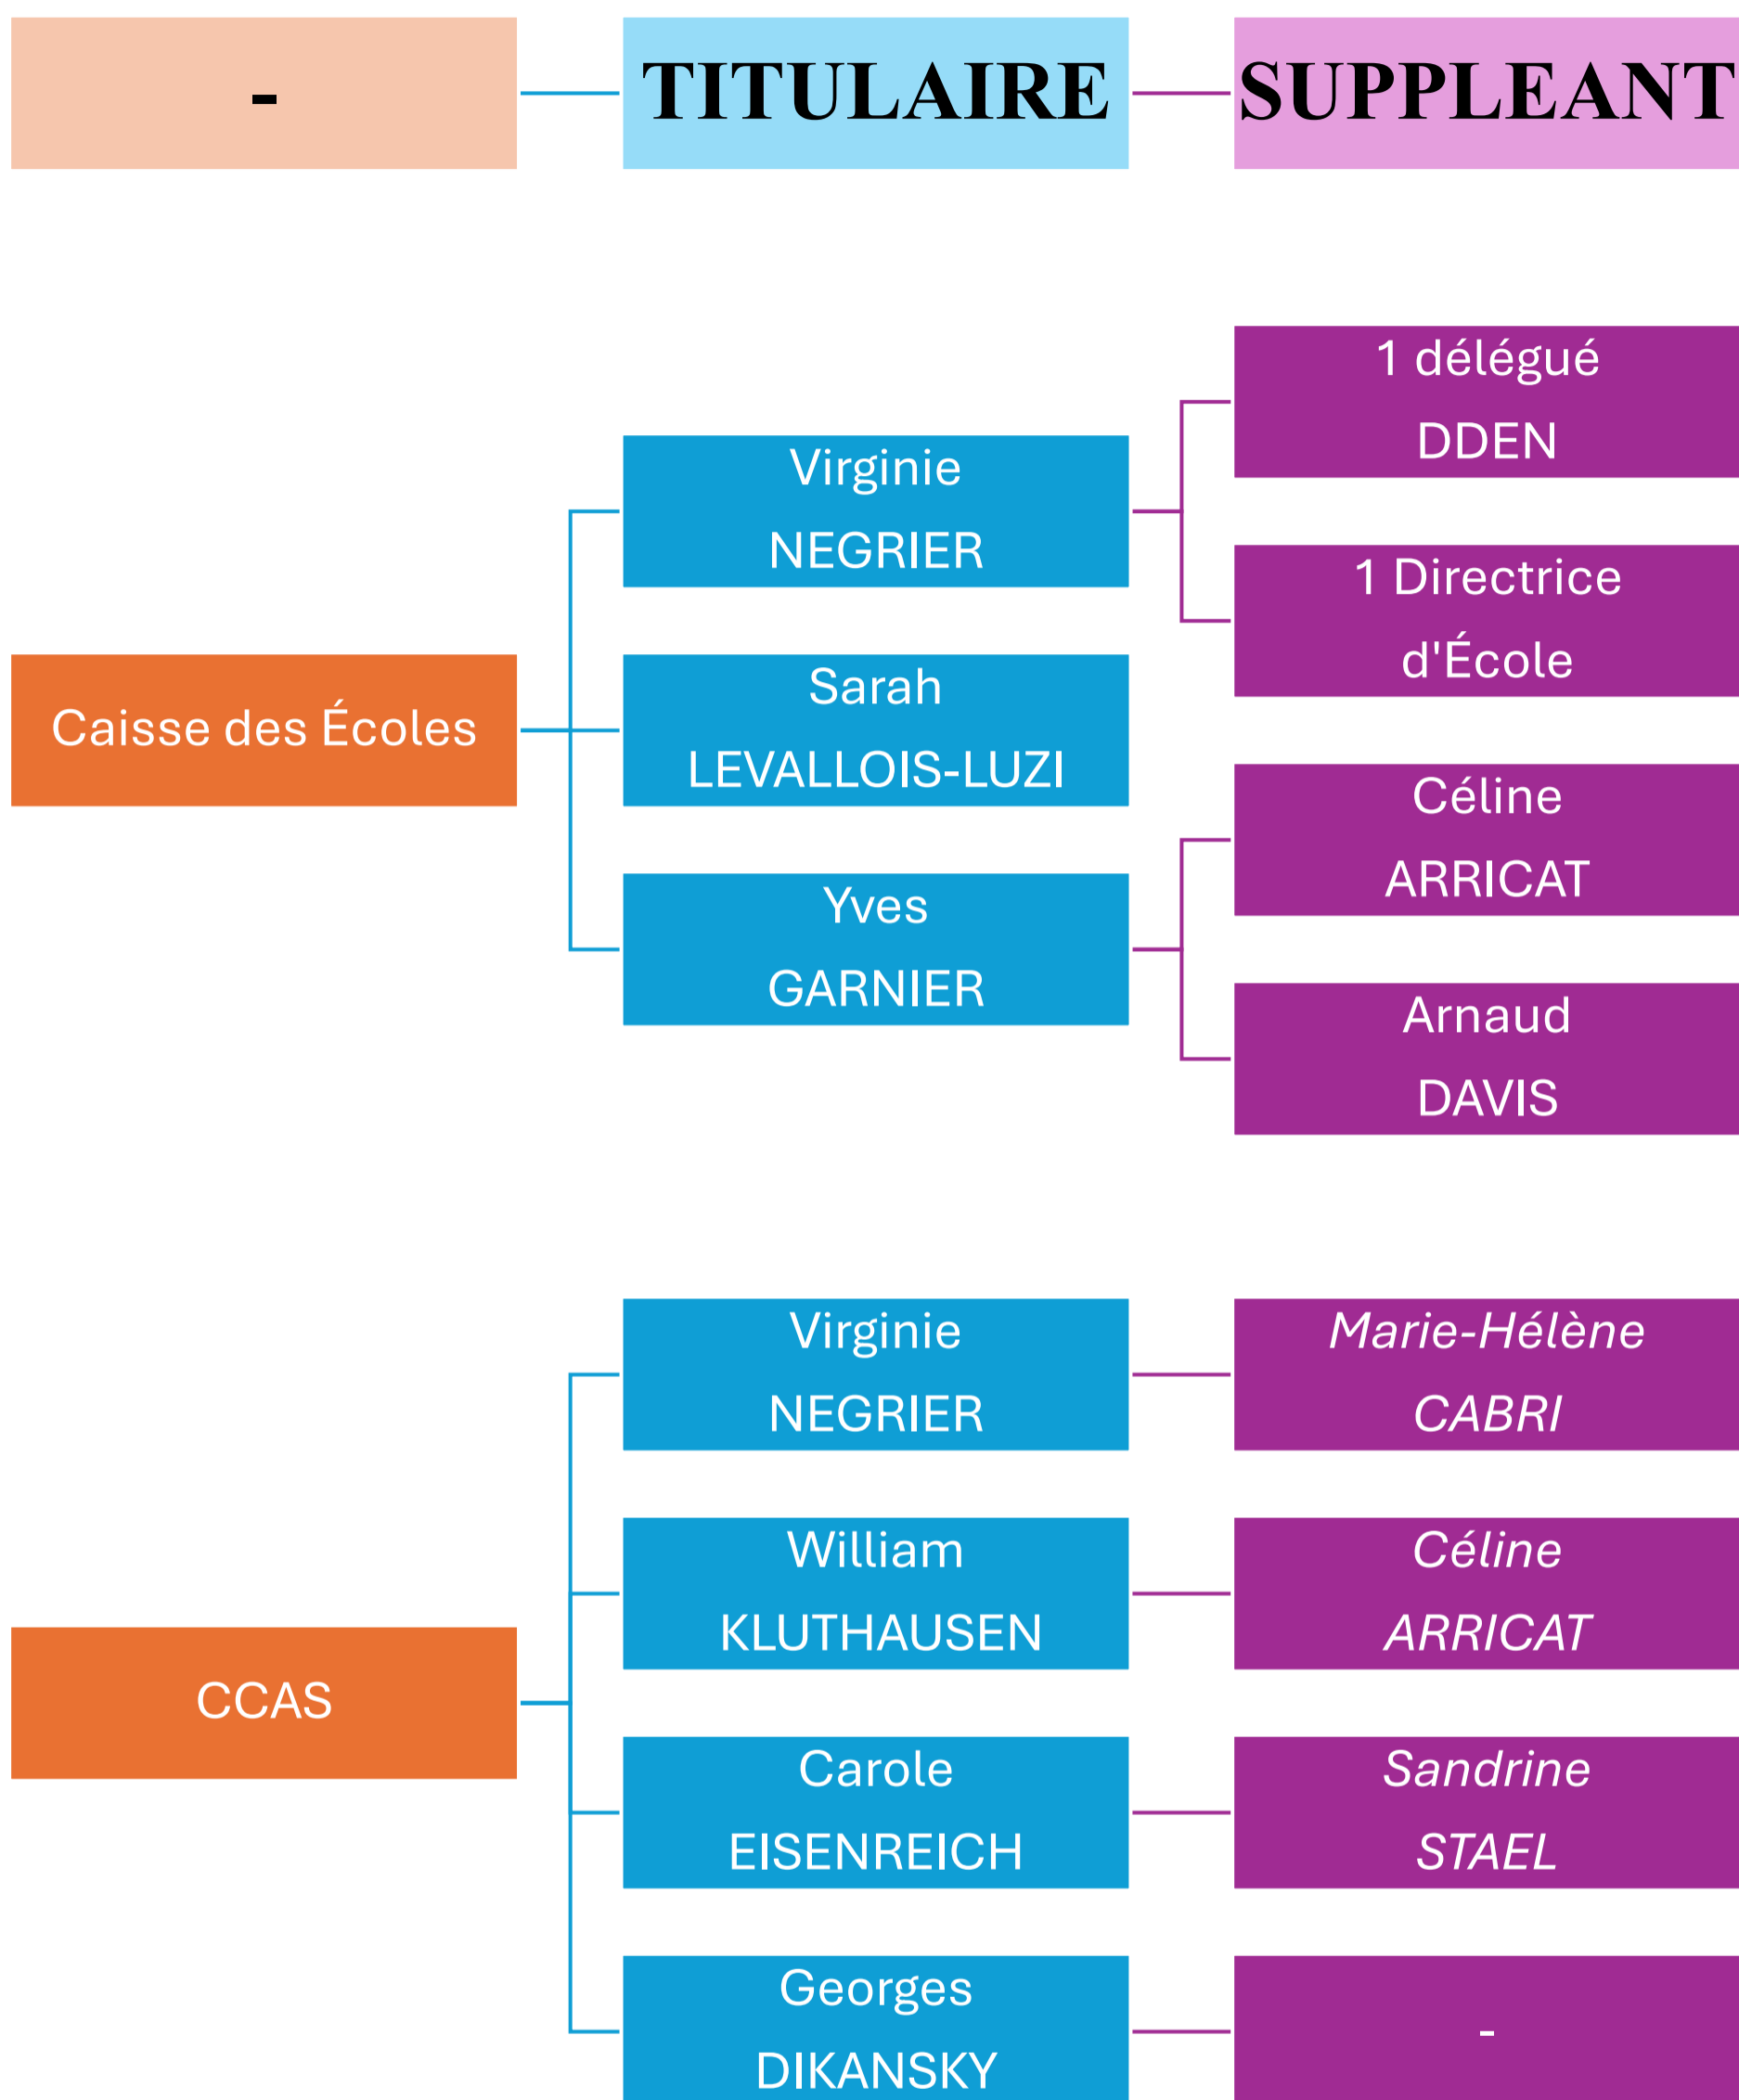 -
TITULAIRE
SUPPLEANT
Caisse des Écoles
Virginie
NEGRIER
1 délégué
DDEN
1 Directrice
d'École
Sarah
LEVALLOIS-LUZI
Yves
GARNIER
Céline
ARRICAT
Arnaud
DAVIS
CCAS
Virginie
NEGRIER
Marie-Hélène
CABRI
William
KLUTHAUSEN
Céline
ARRICAT
Carole
EISENREICH
Sandrine
STAEL
Georges
DIKANSKY
-